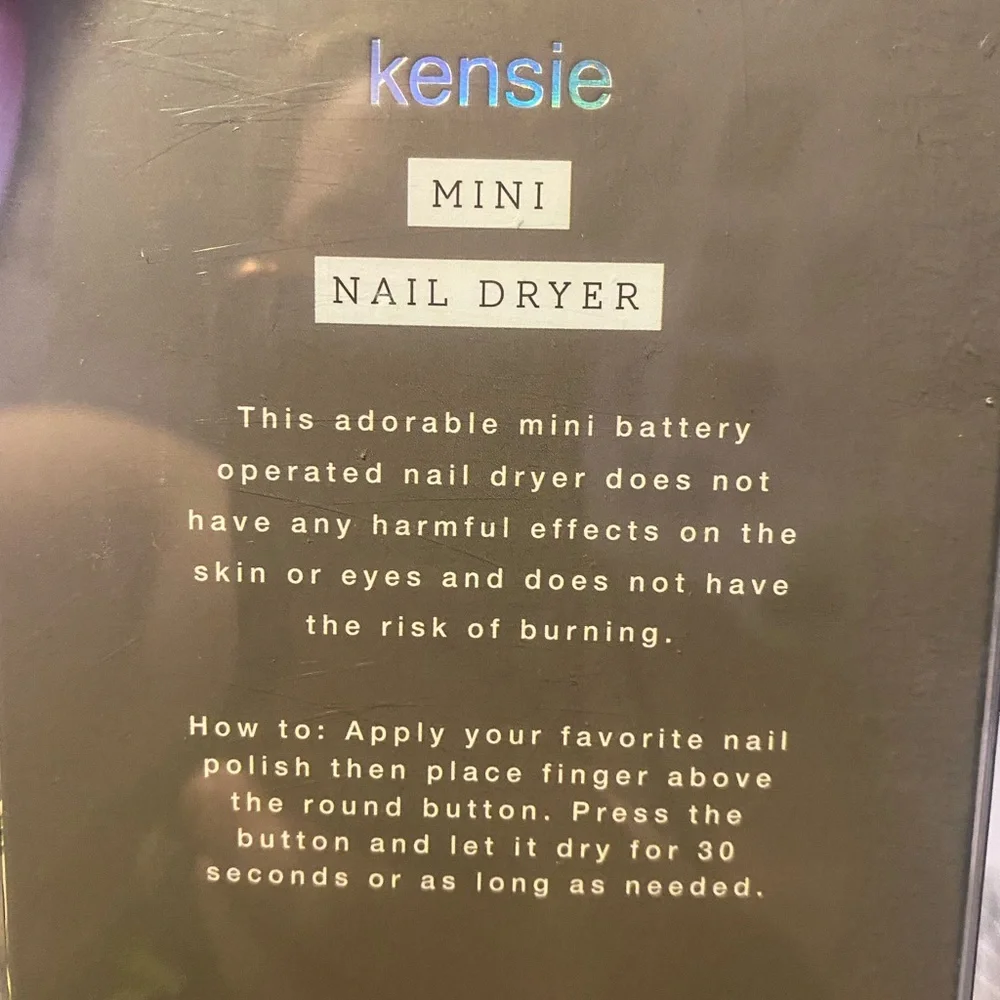 kensie
MINI
NAIL DRYER
This adorable mini battery
operated nail dryer does not
have any harmful effects on the
skin or eyes and does not have
the risk of burning.
How to: Apply your favorite nail
polish then place finger above
the round button. Press the
button and let it dry for 30
seconds or as long as needed.